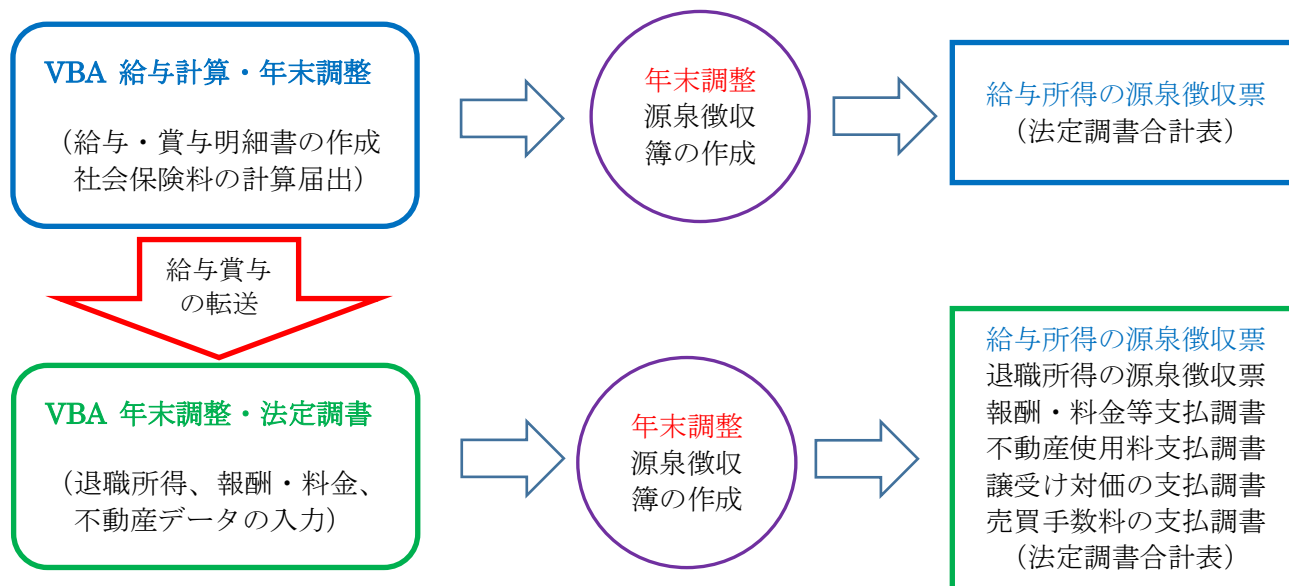 VBA 給与計算・年末調整
（給与・賞与明細書の作成
社会保険料の計算届出）
年末調整
源泉徴収
簿の作成
給与所得の源泉徴収票
（法定調書合計表）
給与賞与
の転送
VBA 年末調整・法定調書
（退職所得、報酬・料金、
不動産データの入力）
年末調整
源泉徴収
簿の作成
給与所得の源泉徴収票
退職所得の源泉徴収票
報酬・料金等支払調書
不動産使用料支払調書
譲受け対価の支払調書
売買手数料の支払調書
（法定調書合計表）